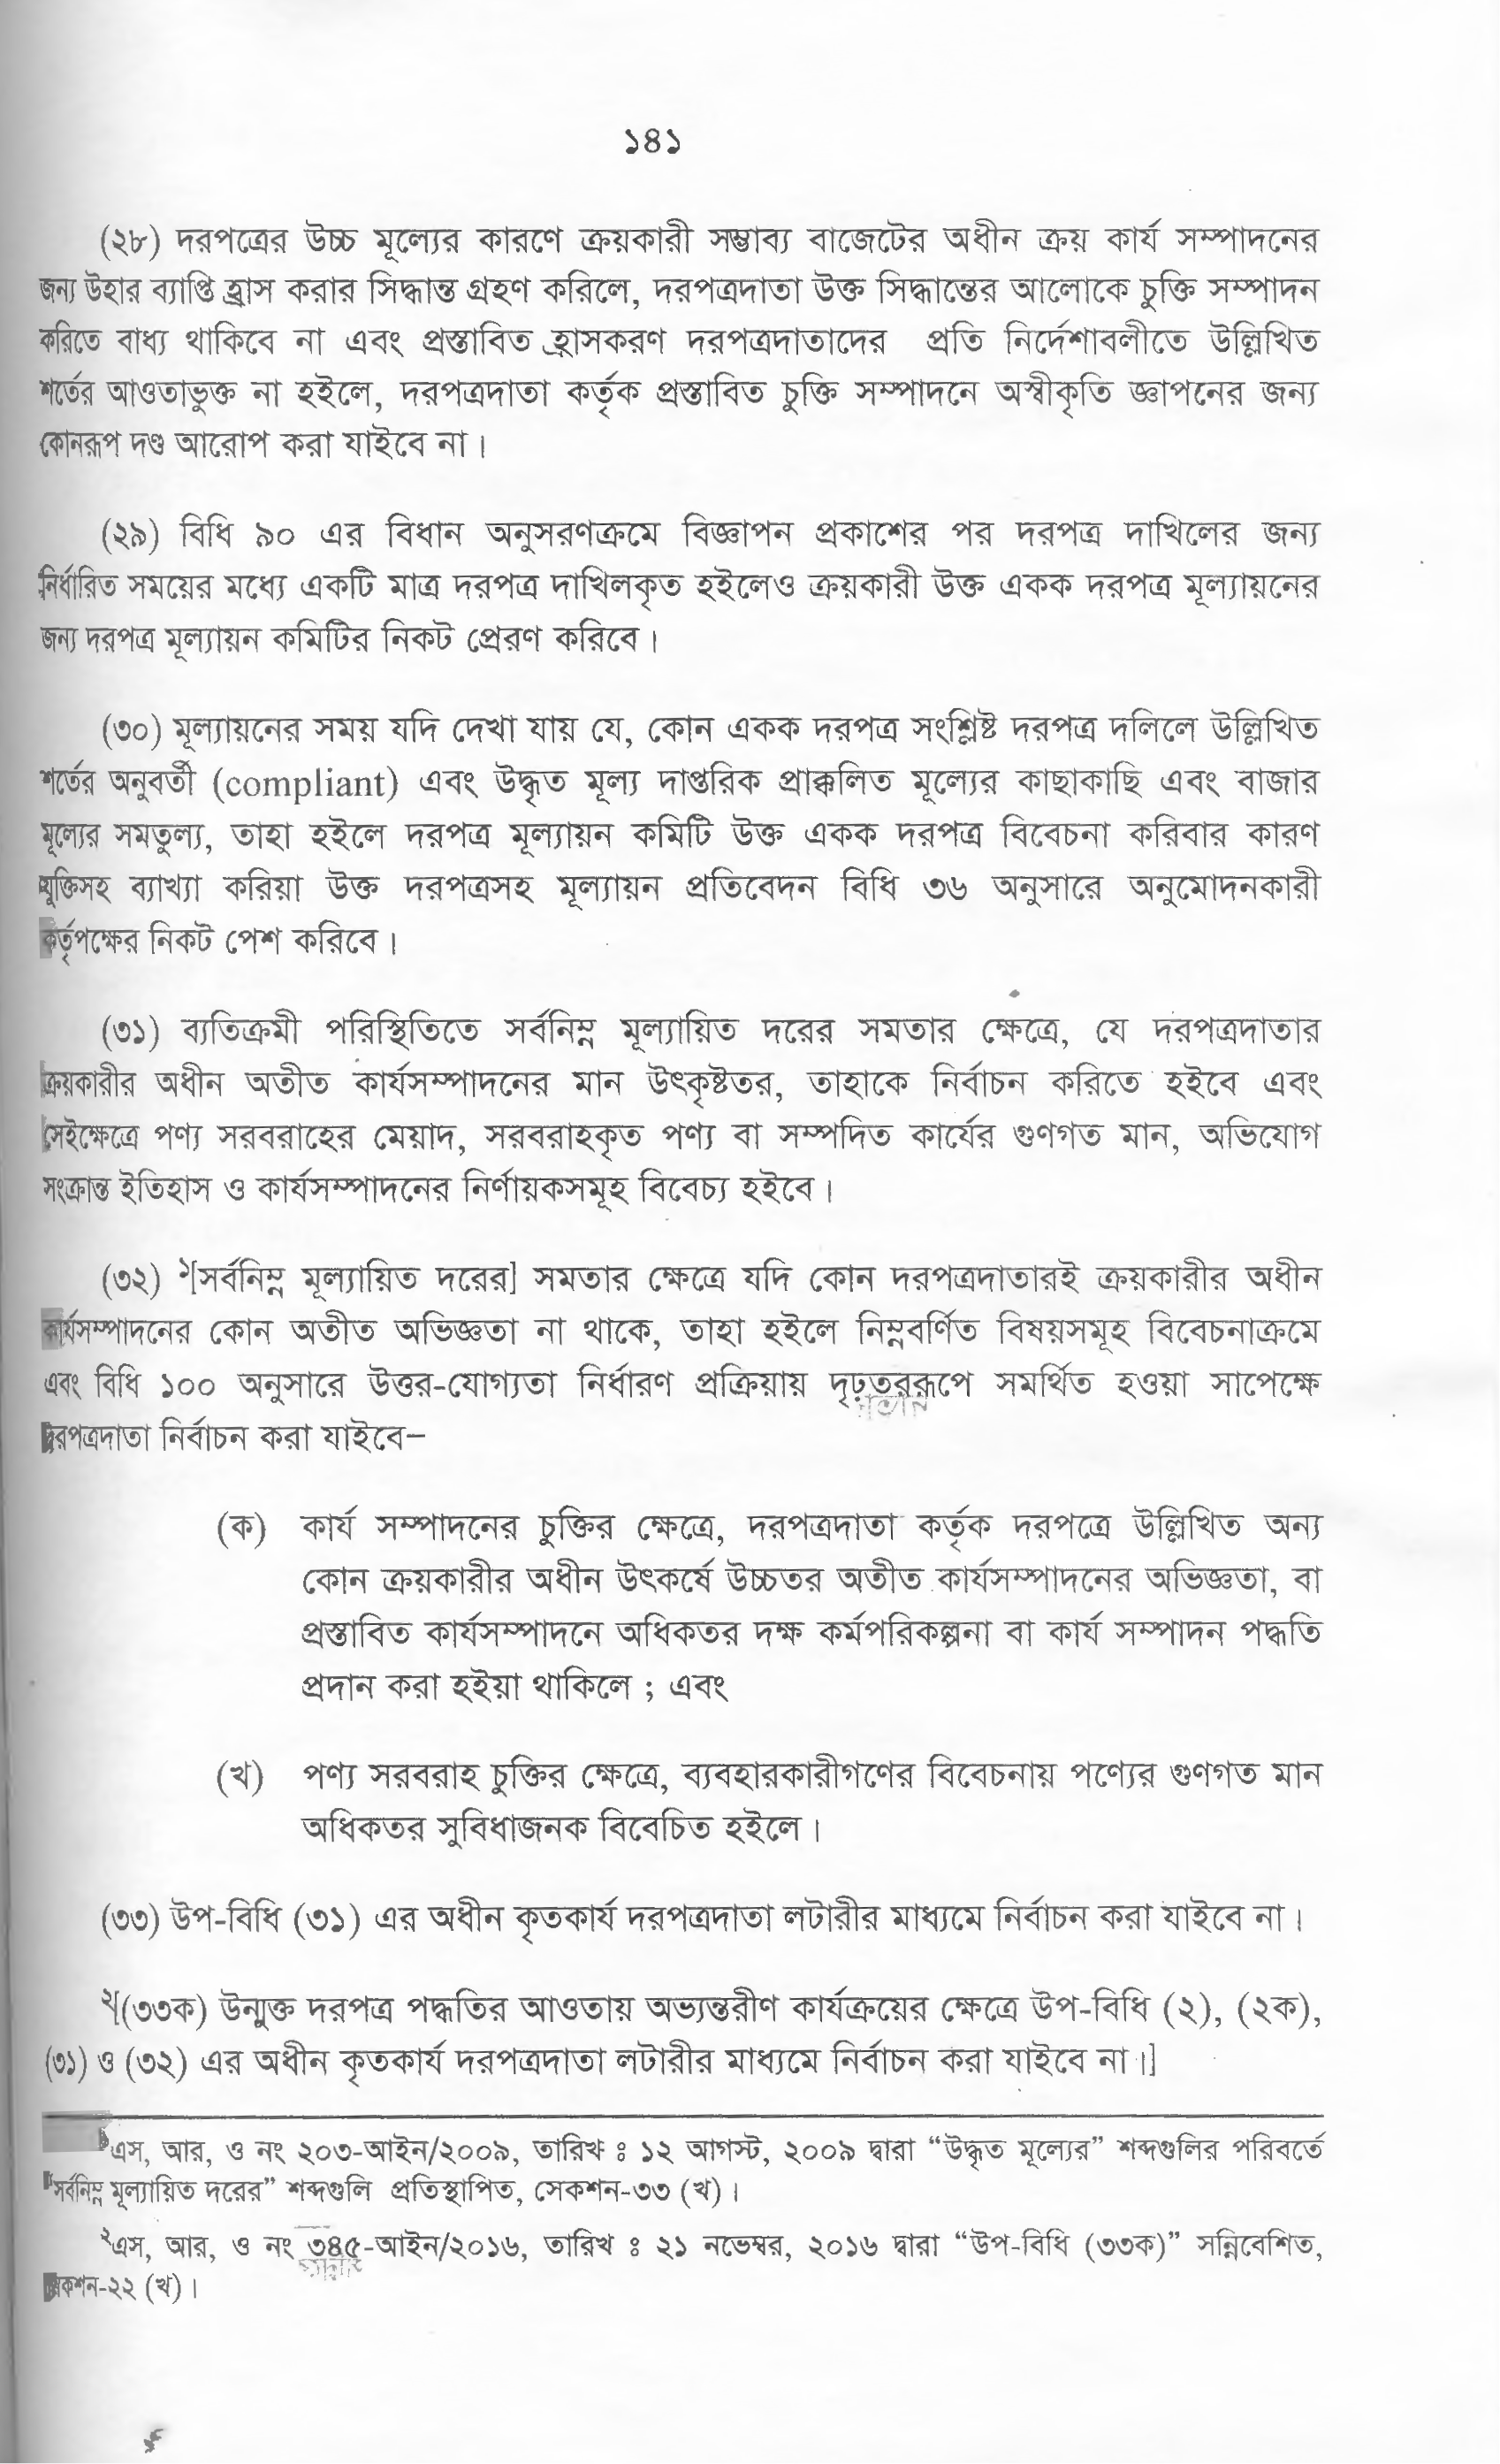 ১৪১
(২৮) দরপত্রের উচ্চ মূল্যের কারণে ক্রয়কারী সম্ভাব্য বাজেটের অধীন ক্রয় কার্য সম্পাদনের
জন্য উহার ব্যাপ্তি হ্রাস করার সিদ্ধান্ত গ্রহণ করিলে, দরপত্রদাতা উক্ত সিদ্ধান্তের আলোকে চুক্তি সম্পাদন
করিতে বাধ্য থাকিবে না এবং প্রস্তাবিত হ্রাসকরণ দরপত্রদাতাদের প্রতি নির্দেশাবলীতে উল্লিখিত
শর্তের আওতাভুক্ত না হইলে, দরপত্রদাতা কর্তৃক প্রস্তাবিত চুক্তি সম্পাদনে অস্বীকৃতি জ্ঞাপনের জন্য
কোনরূপ দণ্ড আরোপ করা যাইবে না।
(২৯) বিধি ৯০ এর বিধান অনুসরণক্রমে বিজ্ঞাপন প্রকাশের পর দরপত্র দাখিলের জন্য
নির্ধারিত সময়ের মধ্যে একটি মাত্র দরপত্র দাখিলকৃত হইলেও ক্রয়কারী উক্ত একক দরপত্র মূল্যায়নের
জন্য দরপত্র মূল্যায়ন কমিটির নিকট প্রেরণ করিবে।
(৩০) মূল্যায়নের সময় যদি দেখা যায় যে, কোন একক দরপত্র সংশ্লিষ্ট দরপত্র দলিলে উল্লিখিত
শর্তের অনুবর্তী (compliant) এবং উদ্ধৃত মূল্য দাপ্তরিক প্রাক্কলিত মূল্যের কাছাকাছি এবং বাজার
মূল্যের সমতুল্য, তাহা হইলে দরপত্র মূল্যায়ন কমিটি উক্ত একক দরপত্র বিবেচনা করিবার কারণ
যুক্তিসহ ব্যাখ্যা করিয়া উক্ত দরপত্রসহ মূল্যায়ন প্রতিবেদন বিধি ৩৬ অনুসারে অনুমোদনকারী
কর্তৃপক্ষের নিকট পেশ করিবে।
(৩১) ব্যতিক্রমী পরিস্থিতিতে সর্বনিম্ন মূল্যায়িত দরের সমতার ক্ষেত্রে, যে দরপত্রদাতার
ক্রয়কারীর অধীন অতীত কার্যসম্পাদনের মান উৎকৃষ্টতর, তাহাকে নির্বাচন করিতে হইবে এবং
সেইক্ষেত্রে পণ্য সরবরাহের মেয়াদ, সরবরাহকৃত পণ্য বা সম্পদিত কার্যের গুণগত মান, অভিযোগ
সংক্রান্ত ইতিহাস ও কার্যসম্পাদনের নির্ণায়কসমূহ বিবেচ্য হইবে।
(৩২) ১[সর্বনিম্ন মূল্যায়িত দরের] সমতার ক্ষেত্রে যদি কোন দরপত্রদাতারই ক্রয়কারীর অধীন
কার্যসম্পাদনের কোন অতীত অভিজ্ঞতা না থাকে, তাহা হইলে নিম্নবর্ণিত বিষয়সমূহ বিবেচনাক্রমে
এবং বিধি ১০০ অনুসারে উত্তর-যোগ্যতা নির্ধারণ প্রক্রিয়ায় দৃঢ়তররূপে সমর্থিত হওয়া সাপেক্ষে
দরপত্রদাতা নির্বাচন করা যাইবে–
(ক) কার্য সম্পাদনের চুক্তির ক্ষেত্রে, দরপত্রদাতা কর্তৃক দরপত্রে উল্লিখিত অন্য
কোন ক্রয়কারীর অধীন উৎকর্ষে উচ্চতর অতীত কার্যসম্পাদনের অভিজ্ঞতা, বা
প্রস্তাবিত কার্যসম্পাদনে অধিকতর দক্ষ কর্মপরিকল্পনা বা কার্য সম্পাদন পদ্ধতি
প্রদান করা হইয়া থাকিলে ; এবং
(খ) পণ্য সরবরাহ চুক্তির ক্ষেত্রে, ব্যবহারকারীগণের বিবেচনায় পণ্যের গুণগত মান
অধিকতর সুবিধাজনক বিবেচিত হইলে।
(৩৩) উপ-বিধি (৩১) এর অধীন কৃতকার্য দরপত্রদাতা লটারীর মাধ্যমে নির্বাচন করা যাইবে না।
২[(৩৩ক) উন্মুক্ত দরপত্র পদ্ধতির আওতায় অভ্যন্তরীণ কার্যক্রয়ের ক্ষেত্রে উপ-বিধি (২), (২ক),
(৩১) ও (৩২) এর অধীন কৃতকার্য দরপত্রদাতা লটারীর মাধ্যমে নির্বাচন করা যাইবে না।]
১এস, আর, ও নং ২০৩-আইন/২০০৯, তারিখ ঃ ১২ আগস্ট, ২০০৯ দ্বারা “উদ্ধৃত মূল্যের” শব্দগুলির পরিবর্তে
“সর্বনিম্ন মূল্যায়িত দরের” শব্দগুলি প্রতিস্থাপিত, সেকশন-৩৩ (খ)।
২এস, আর, ও নং ৩৪৫-আইন/২০১৬, তারিখ ঃ ২১ নভেম্বর, ২০১৬ দ্বারা “উপ-বিধি (৩৩ক)” সন্নিবেশিত,
সেকশন-২২ (খ)।